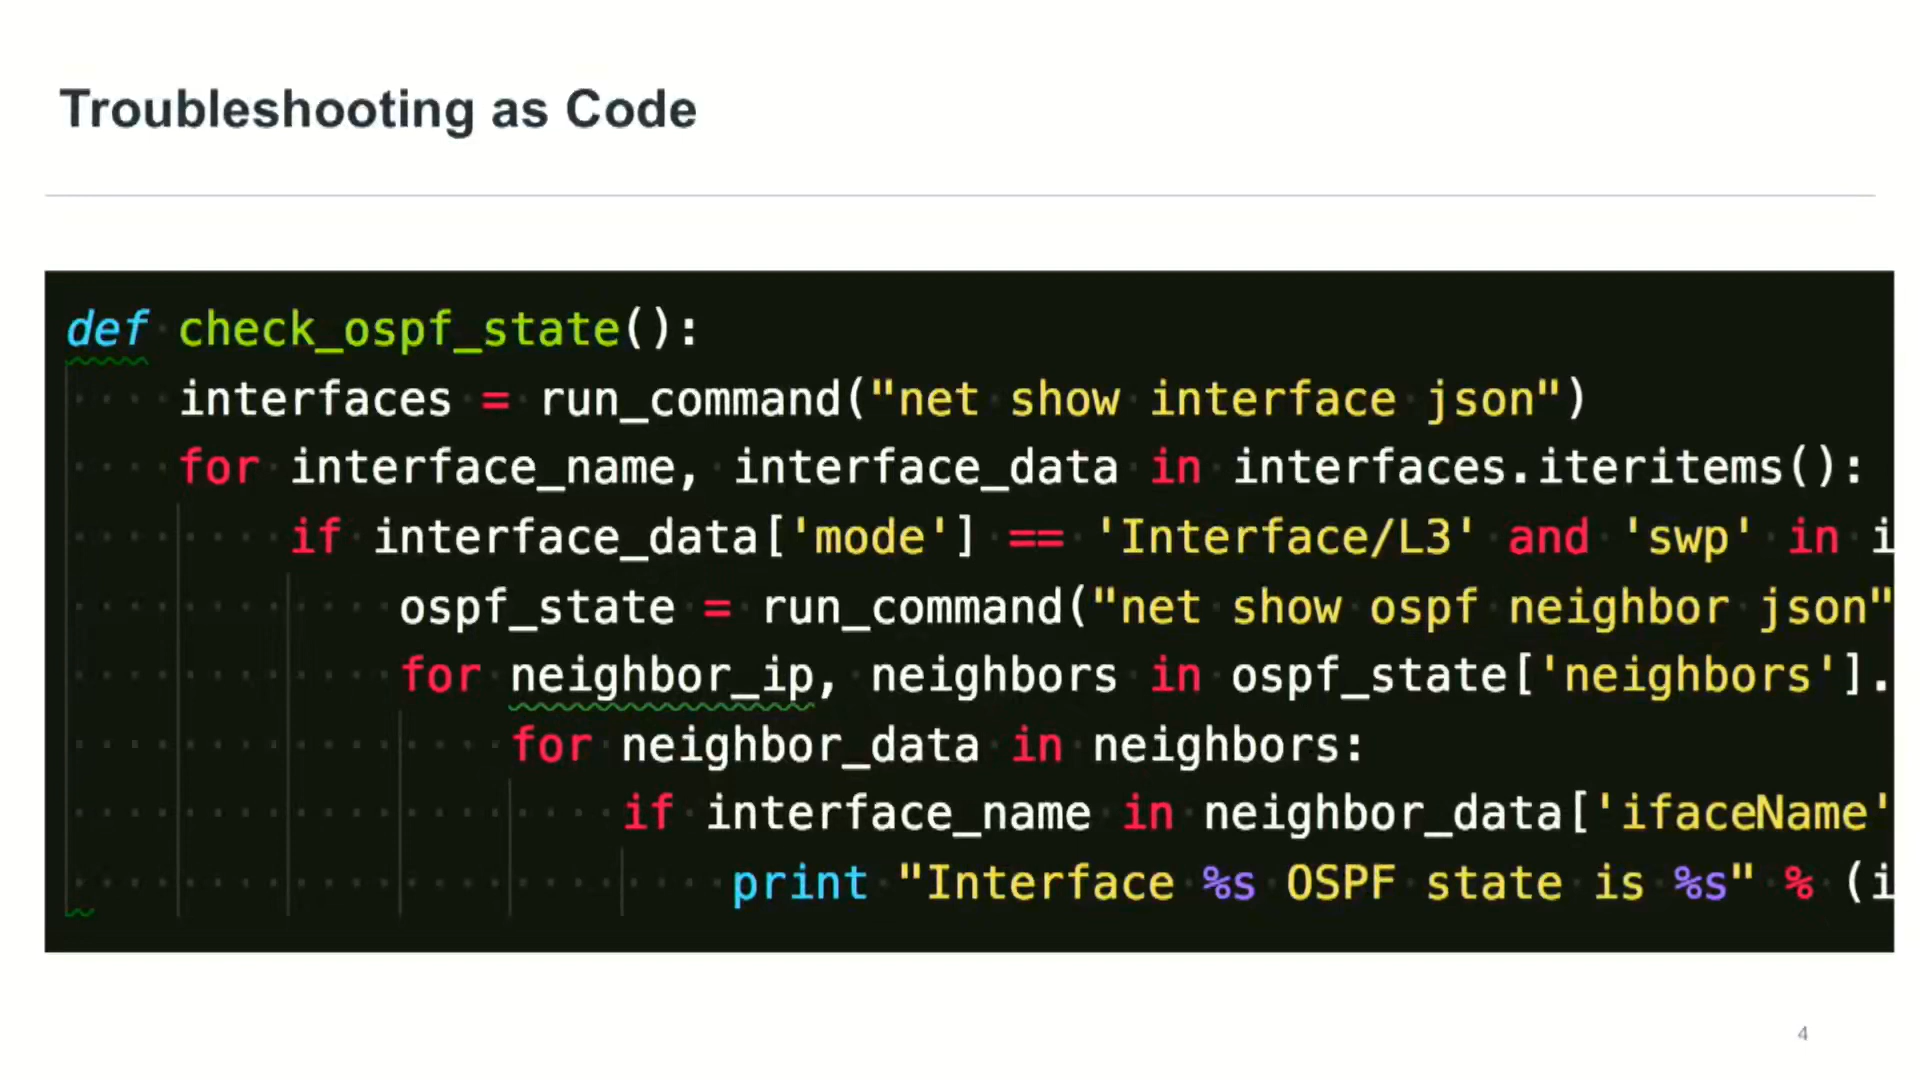 Troubleshooting as Code
def check_ospf_state():
    interfaces = run_command("net show interface json")
    for interface_name, interface_data in interfaces.iteritems():
        if interface_data['mode'] == 'Interface/L3' and 'swp' in i
            ospf_state = run_command("net show ospf neighbor json"
            for neighbor_ip, neighbors in ospf_state['neighbors'].
                for neighbor_data in neighbors:
                    if interface_name in neighbor_data['ifaceName'
                        print "Interface %s OSPF state is %s" % (i
4